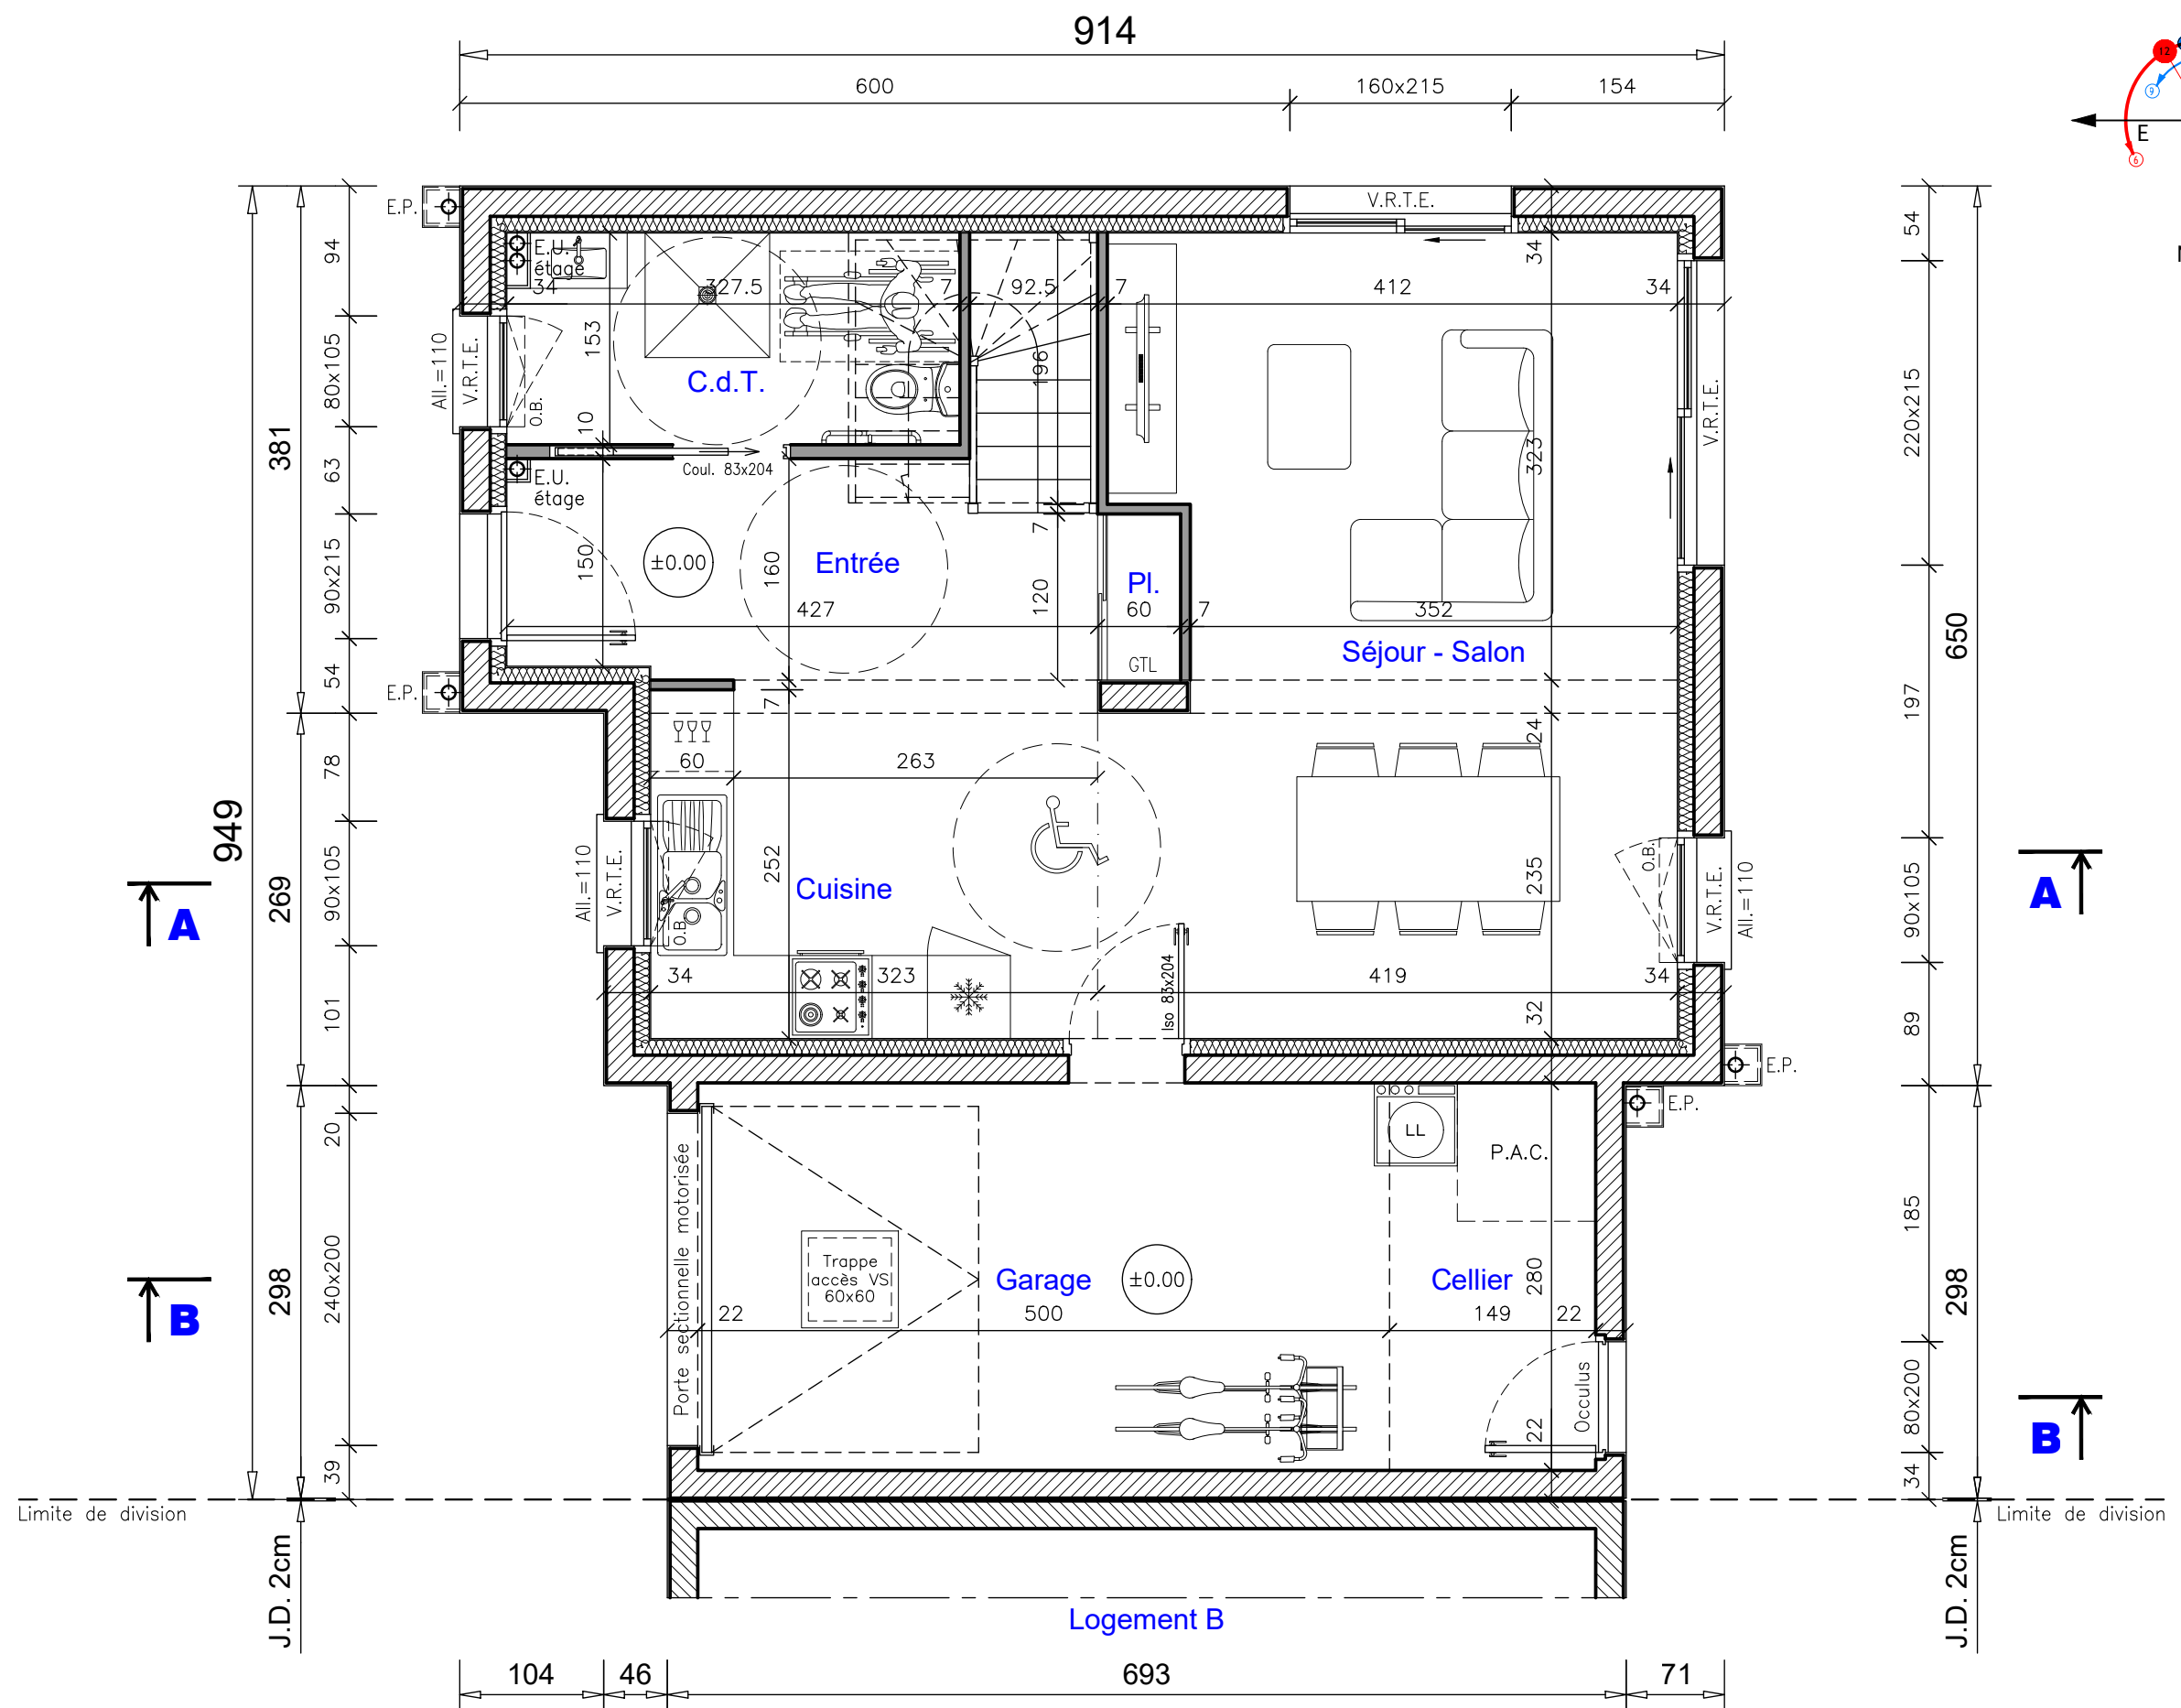 914
600
160x215
154
12
9
E
6
E.P.
V.R.T.E.
E.U.
étage
34
327.5
7
92.5
7
412
34
34
54
94
153
196
C.d.T.
All.=110
V.R.T.E.
80x105
O.B.
10
Coul. 83x204
323
220x215
V.R.T.E.
381
63
E.U.
étage
90x215
150
±0.00
160
Entrée
7
120
Pl.
427
60
7
352
GTL
Séjour - Salon
650
54
E.P.
7
197
78
60
263
24
949
269
90x105
All.=110
V.R.T.E.
O.B.
252
Cuisine
235
O.B.
V.R.T.E.
All.=110
90x105
A
A
34
323
Iso 83x204
419
34
101
32
89
E.P.
E.P.
20
LL
P.A.C.
185
Porte sectionnelle motorisée
240x200
298
Trappe
accès VS
60x60
Garage
±0.00
Cellier
280
298
B
22
500
149
22
Occulus
80x200
B
39
22
34
Limite de division
Limite de division
J.D. 2cm
J.D. 2cm
Logement B
104
46
693
71